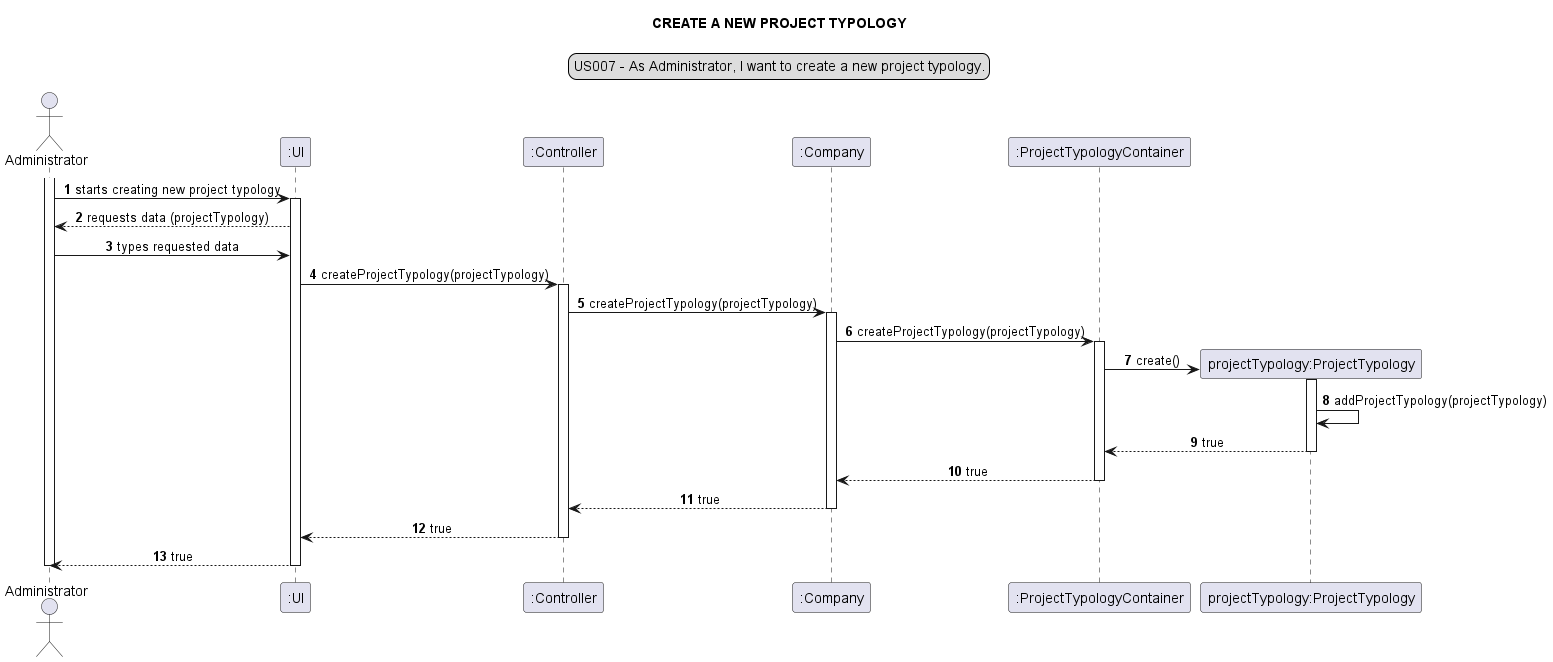 CREATE A NEW PROJECT TYPOLOGY
US007 - As Administrator, I want to create a new project typology.
Administrator
:UI
:Controller
:Company
:ProjectTypologyContainer
1 starts creating new project typology
2 requests data (projectTypology)
3 types requested data
4 createProjectTypology(projectTypology)
5 createProjectTypology(projectTypology)
6 createProjectTypology(projectTypology)
7 create()
projectTypology:ProjectTypology
8 addProjectTypology(projectTypology)
9 true
10 true
11 true
12 true
13 true
Administrator
:UI
:Controller
:Company
:ProjectTypologyContainer
projectTypology:ProjectTypology